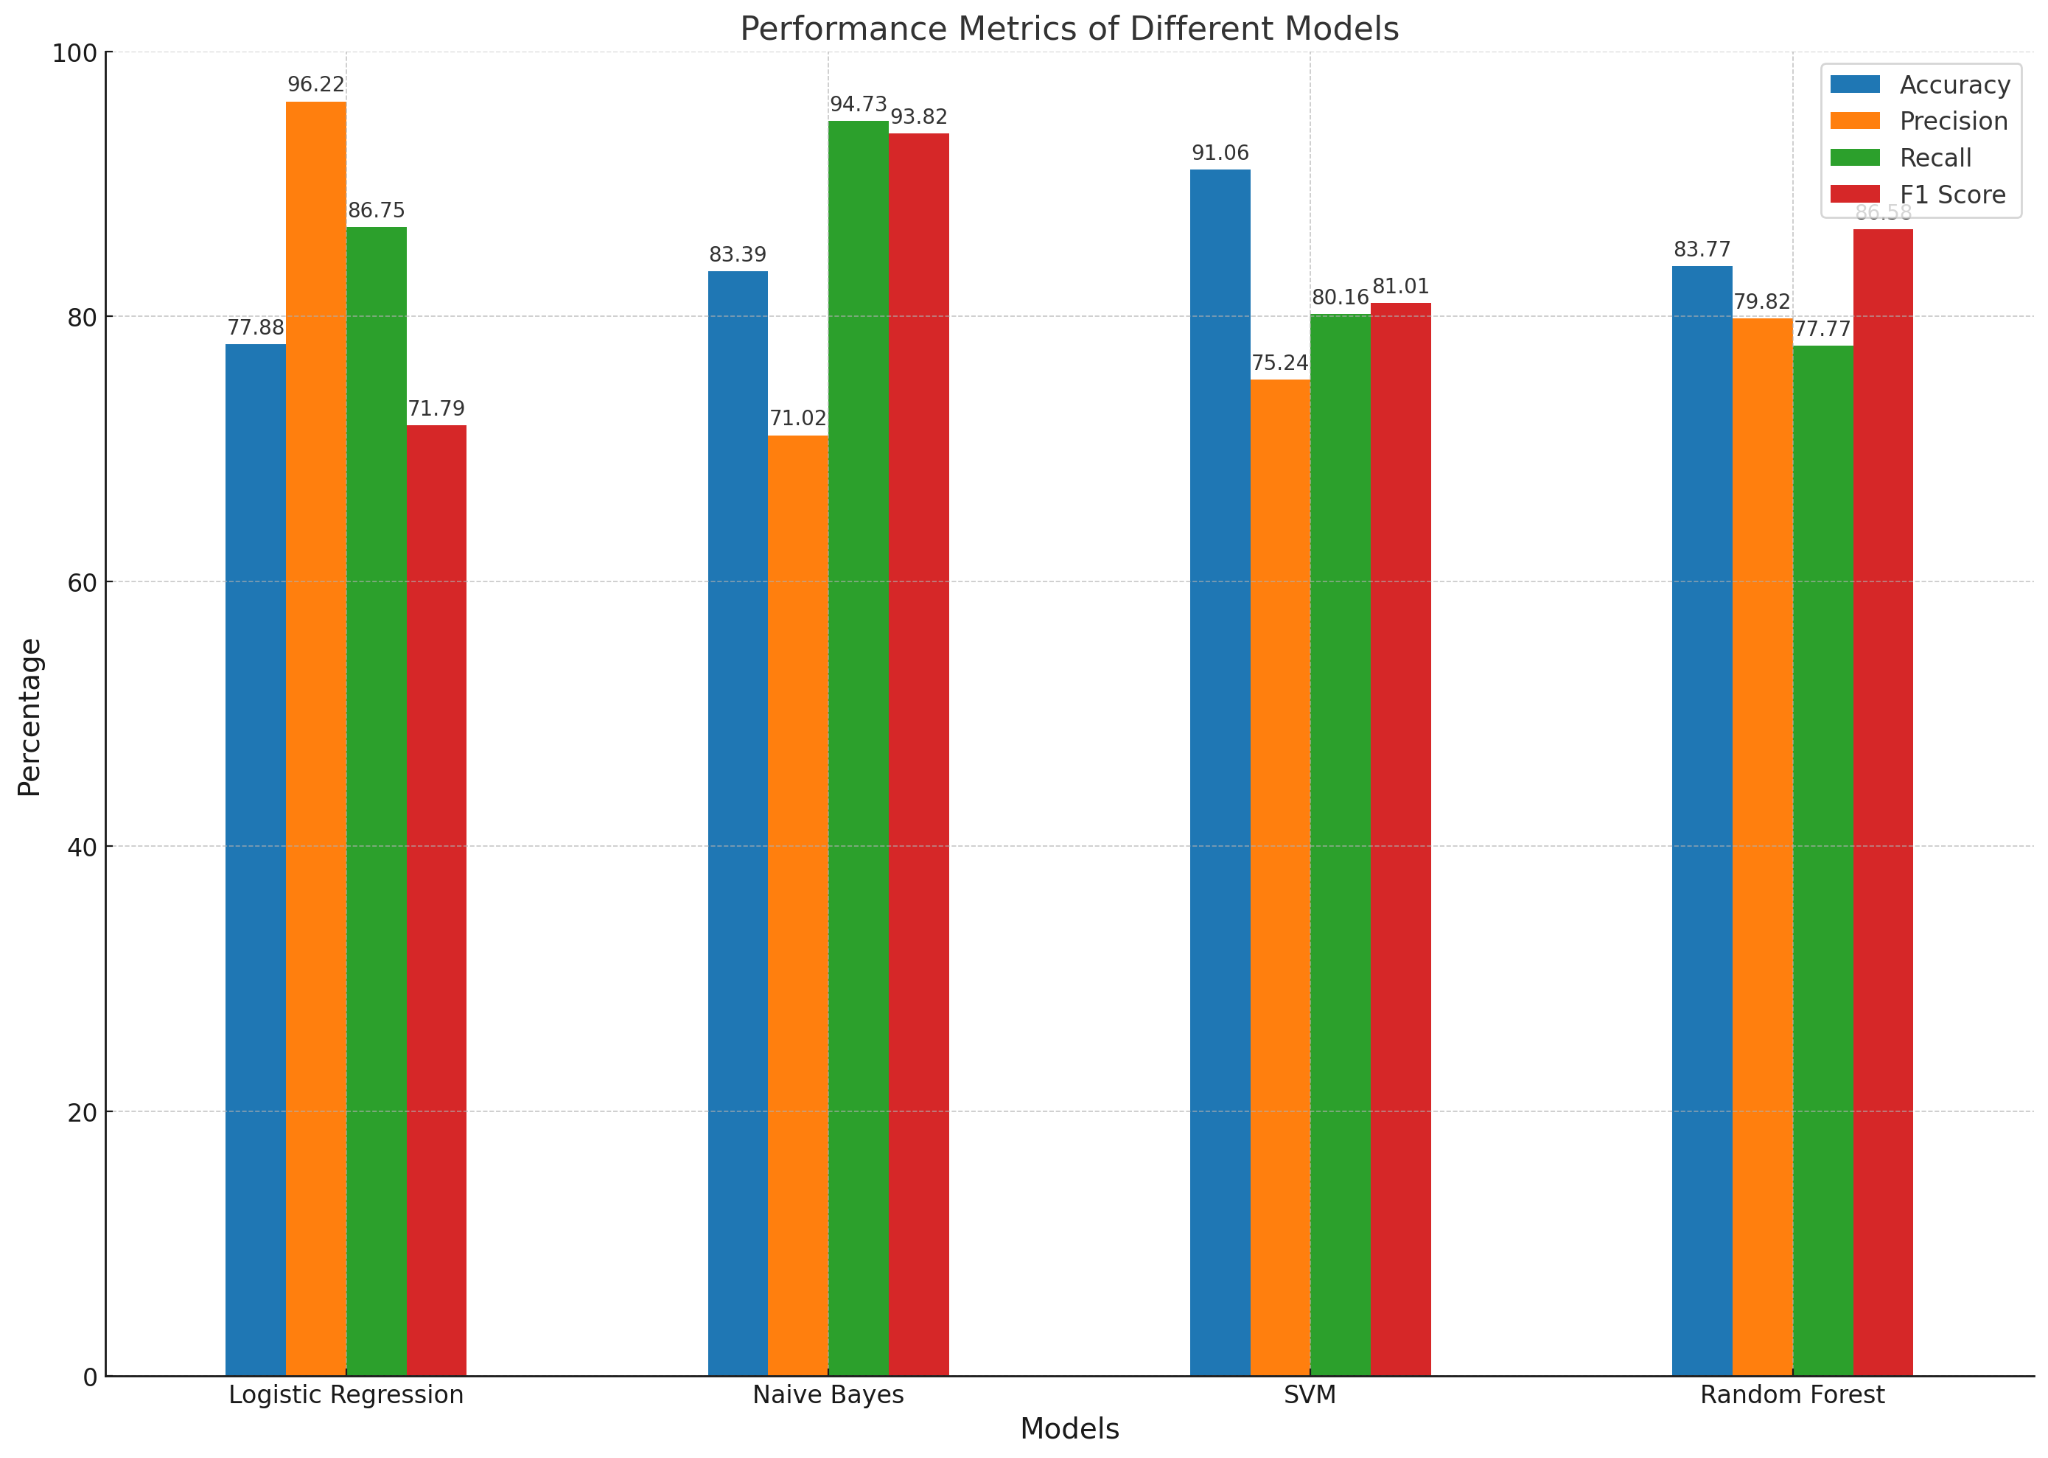 Performance Metrics of Different Models
100
80
60
40
20
0
Percentage
77.88
96.22
86.75
71.79
83.39
71.02
94.73
93.82
91.06
75.24
80.16
81.01
83.77
79.82
77.77
86.58
Accuracy
Precision
Recall
F1 Score
Logistic Regression
Naive Bayes
SVM
Random Forest
Models